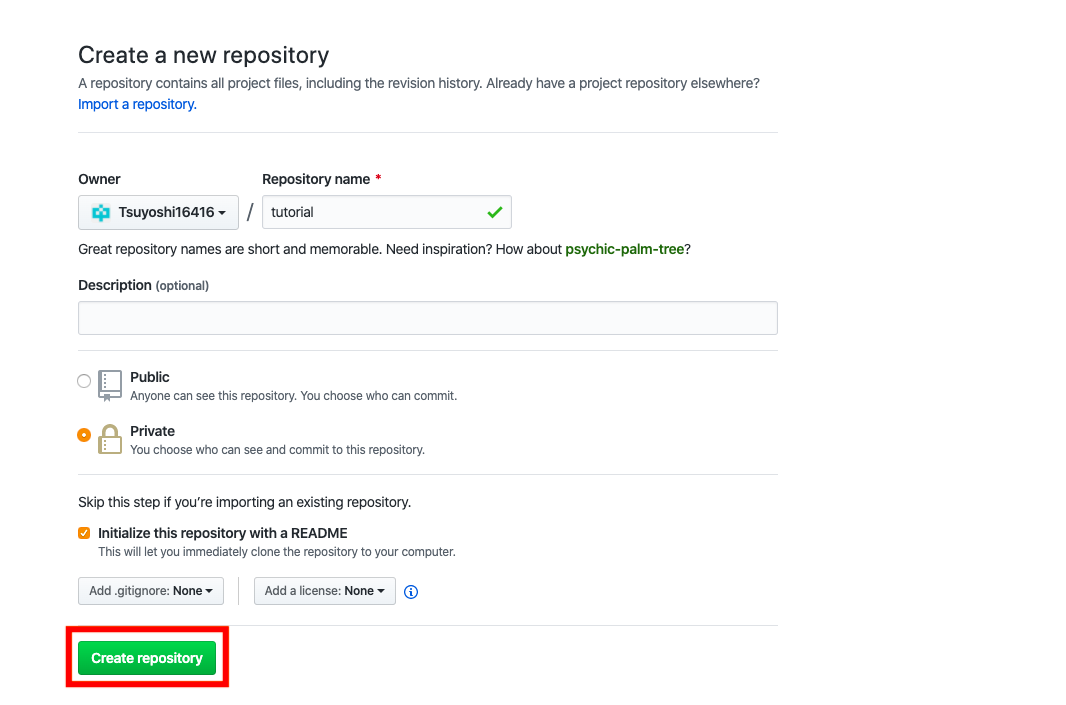 Create a new repository
A repository contains all project files, including the revision history. Already have a project repository elsewhere?
Import a repository.
Owner
Repository name *
Tsuyoshi16416
/
tutorial
Great repository names are short and memorable. Need inspiration? How about psychic-palm-tree?
Description (optional)
Public
Anyone can see this repository. You choose who can commit.
Private
You choose who can see and commit to this repository.
Skip this step if you’re importing an existing repository.
Initialize this repository with a README
This will let you immediately clone the repository to your computer.
Add .gitignore: None
Add a license: None
Create repository